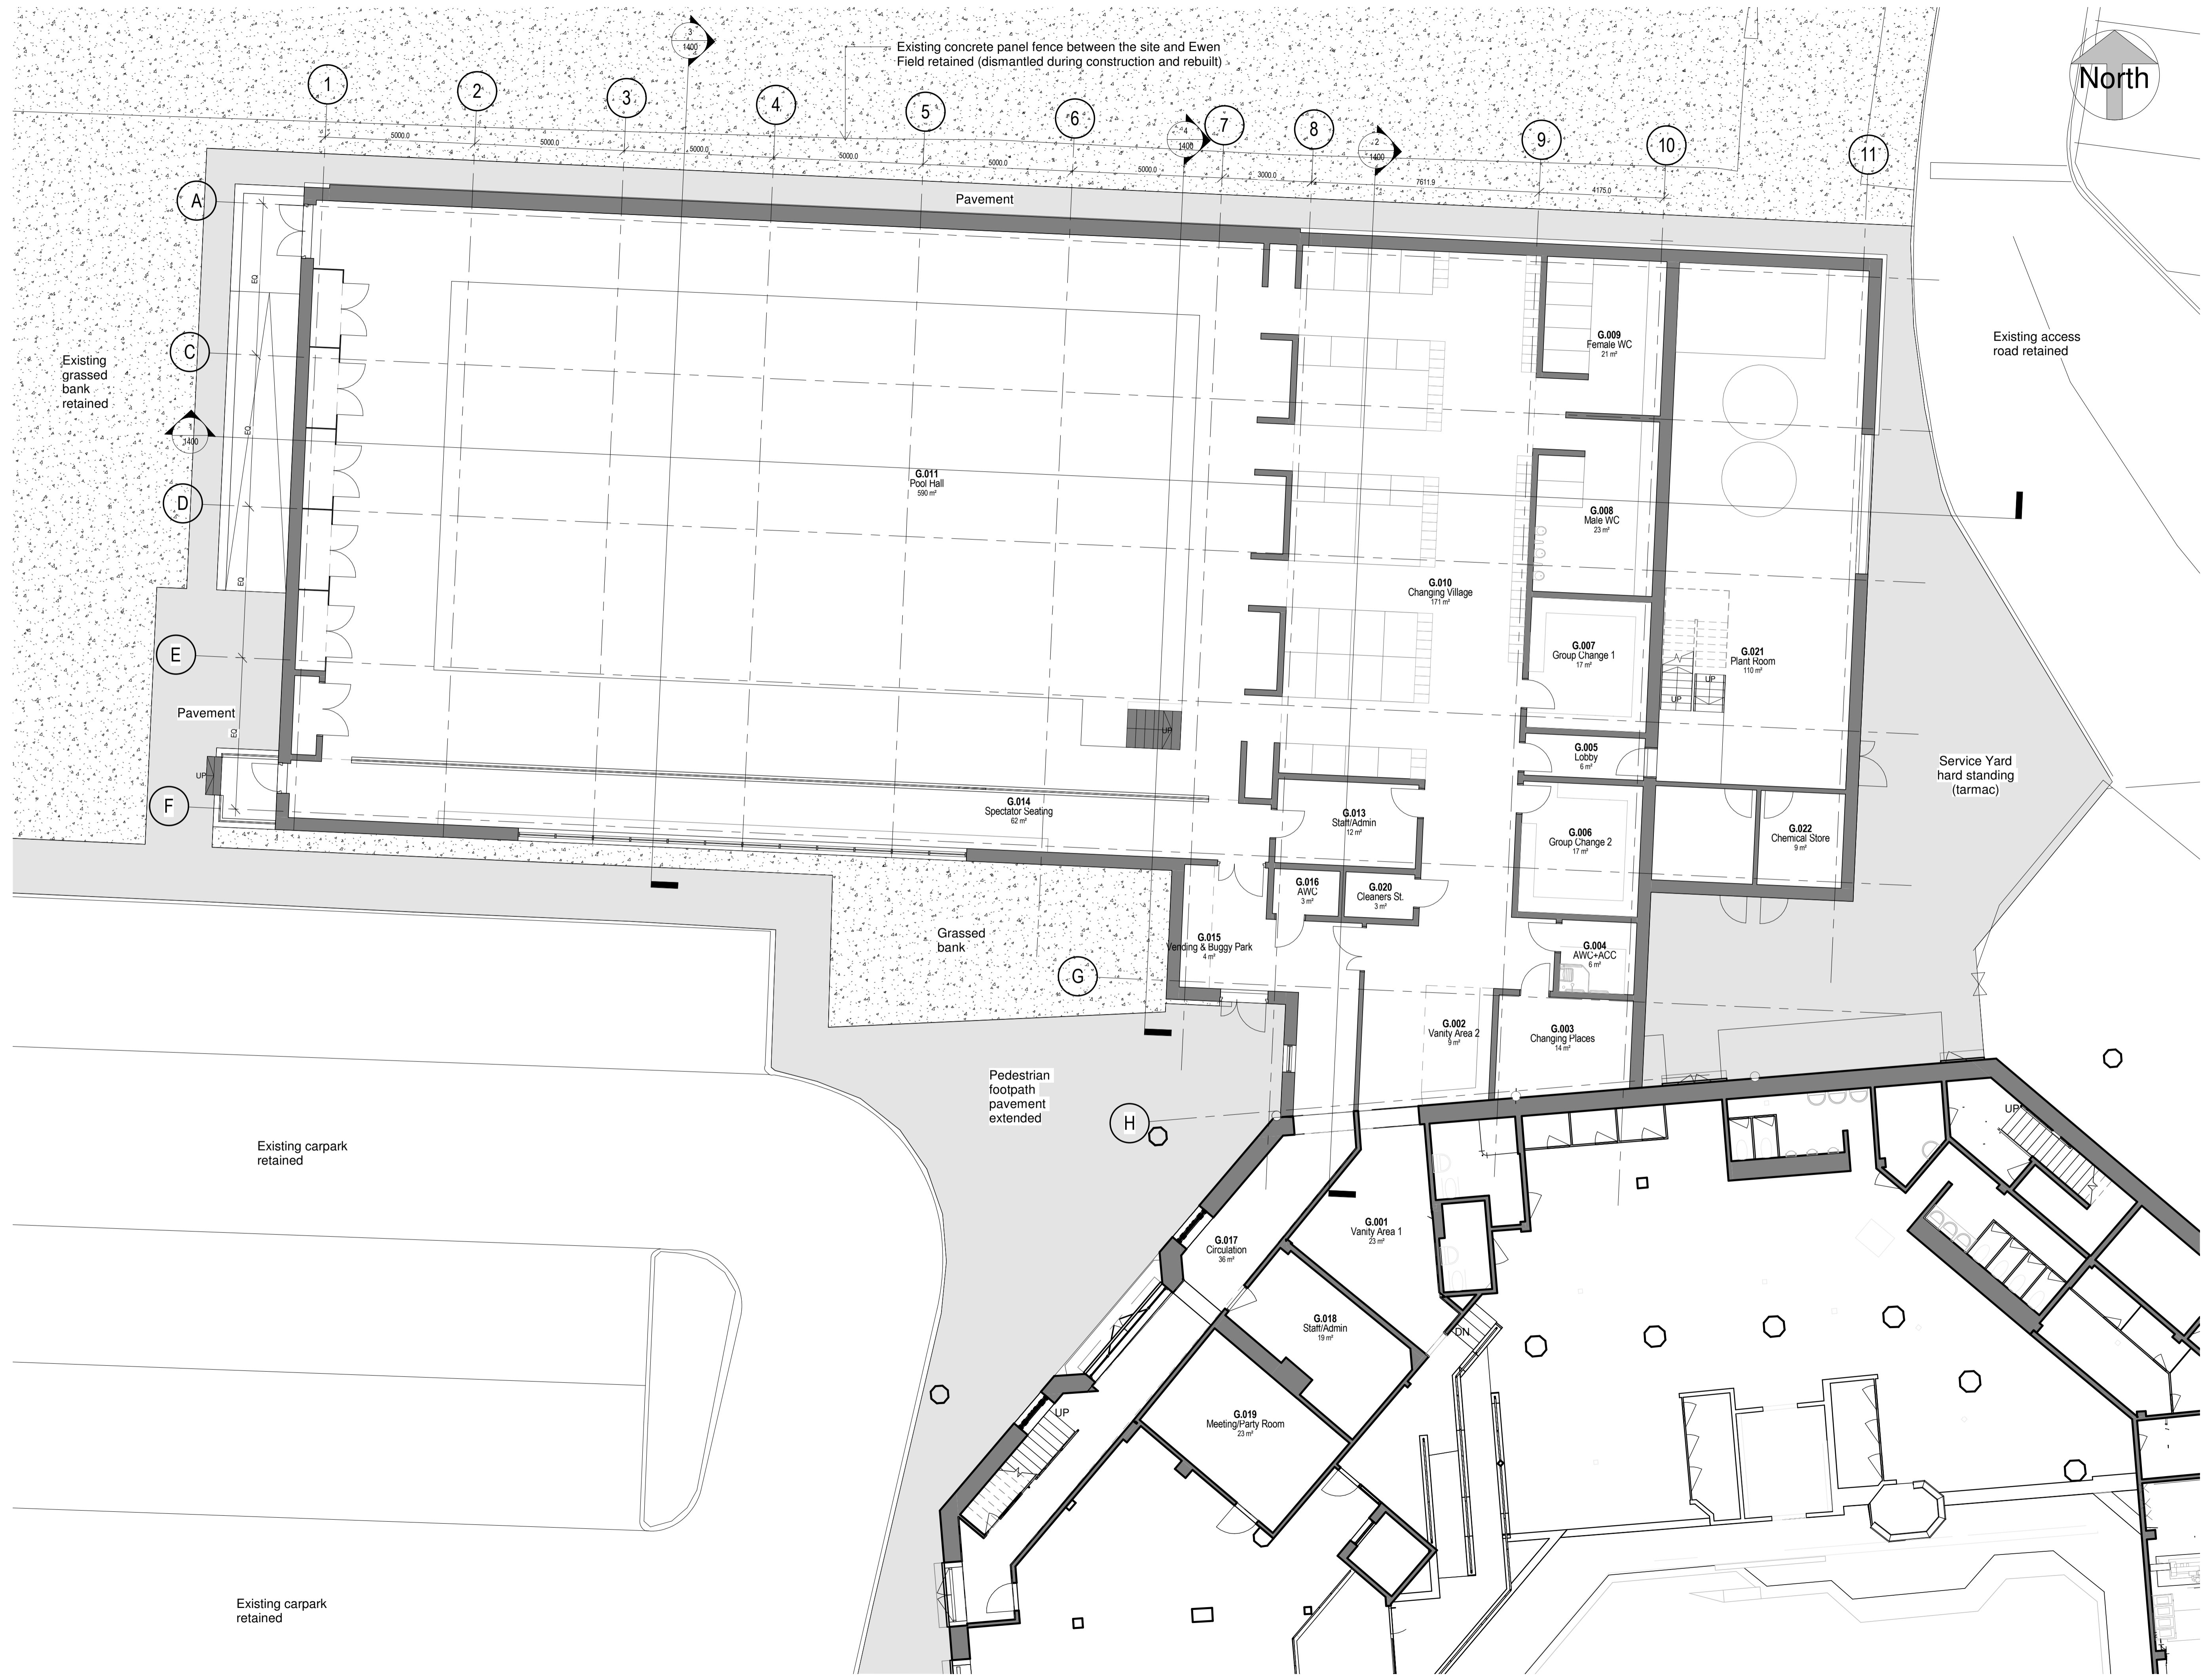 3
1400
Existing concrete panel fence between the site and Ewen
Field retained (dismantled during construction and rebuilt)
North
1
2
3
4
5
6
7
8
9
10
11
4
1400
2
1400
5000.0
5000.0
5000.0
5000.0
5000.0
5000.0
3000.0
7611.9
4175.0
A
Pavement
EQ
C
Existing
grassed
bank
retained
1
1400
EQ
D
EQ
E
Pavement
EQ
UP
F
G.011
Pool Hall
590 m²
UP
G.014
Spectator Seating
62 m²
G.009
Female WC
21 m²
G.008
Male WC
23 m²
G.010
Changing Village
171 m²
G.007
Group Change 1
17 m²
G.021
Plant Room
110 m²
UP
UP
G.005
Lobby
6 m²
G.013
Staff/Admin
12 m²
G.006
Group Change 2
17 m²
G.022
Chemical Store
9 m²
G.016
AWC
3 m²
G.020
Cleaners St.
3 m²
G.015
Vending & Buggy Park
4 m²
G.004
AWC+ACC
6 m²
G.002
Vanity Area 2
9 m²
G.003
Changing Places
14 m²
Existing access
road retained
Service Yard
hard standing
(tarmac)
Grassed
bank
G
Pedestrian
footpath
pavement
extended
H
Existing carpark
retained
UP
G.001
Vanity Area 1
23 m²
G.017
Circulation
36 m²
G.018
Staff/Admin
19 m²
DN
G.019
Meeting/Party Room
23 m²
UP
Existing carpark
retained